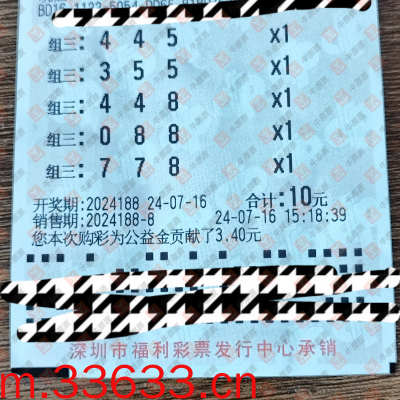 组三: 4 4 5 x1
组三: 3 5 5 x1
组三: 4 4 8 x1
组三: 0 8 8 x1
组三: 7 7 8 x1
开奖期:2024188 24-07-16 合计:10元
销售期:2024188-8 24-07-16 15:18:39
您本次购彩为公益金贡献了3.40元
深圳市福利彩票发行中心承销
m.33633.cn